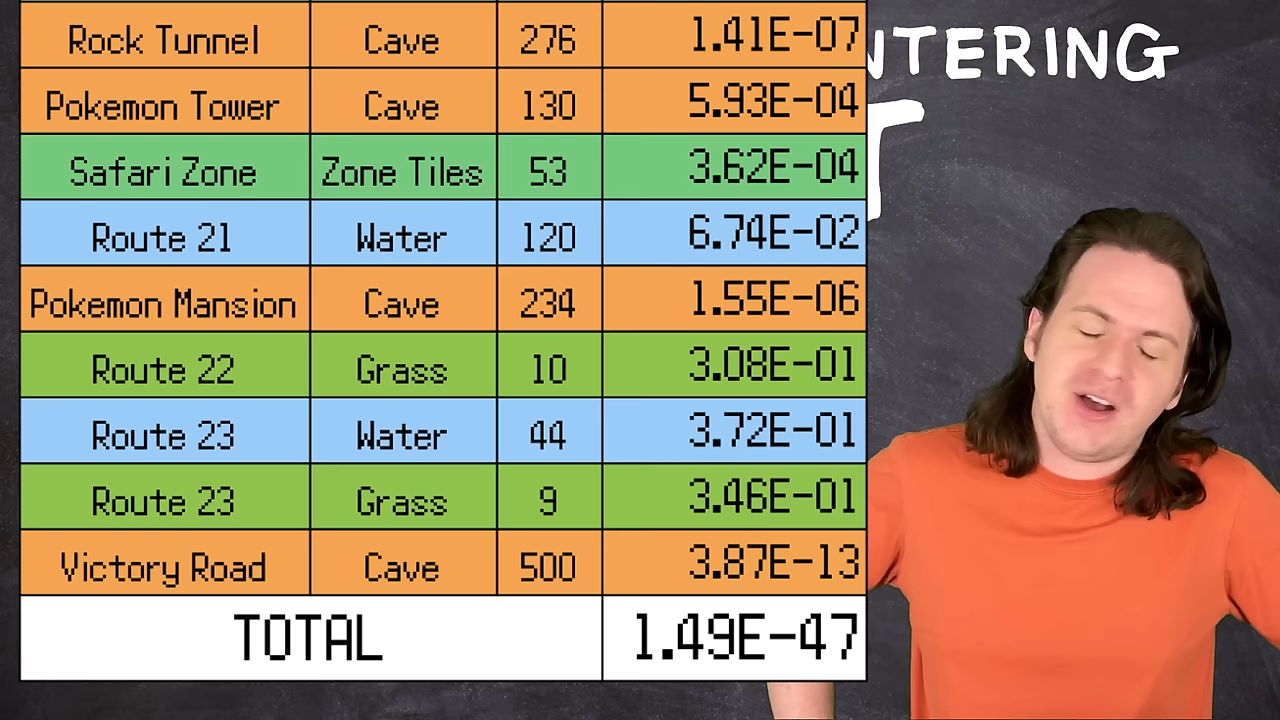 Rock Tunnel Cave 276 1.41E-07
Pokemon Tower Cave 130 5.93E-04
Safari Zone Zone Tiles 53 3.62E-04
Route 21 Water 120 6.74E-02
Pokemon Mansion Cave 234 1.55E-06
Route 22 Grass 10 3.08E-01
Route 23 Water 44 3.72E-01
Route 23 Grass 9 3.46E-01
Victory Road Cave 500 3.87E-13
TOTAL 1.49E-47
NTERING